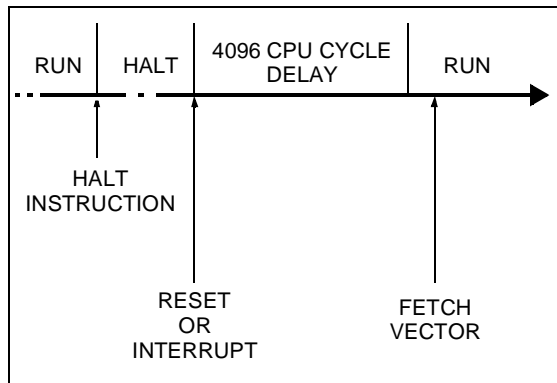 RUN
HALT
4096 CPU CYCLE
DELAY
RUN
HALT
INSTRUCTION
RESET
OR
INTERRUPT
FETCH
VECTOR